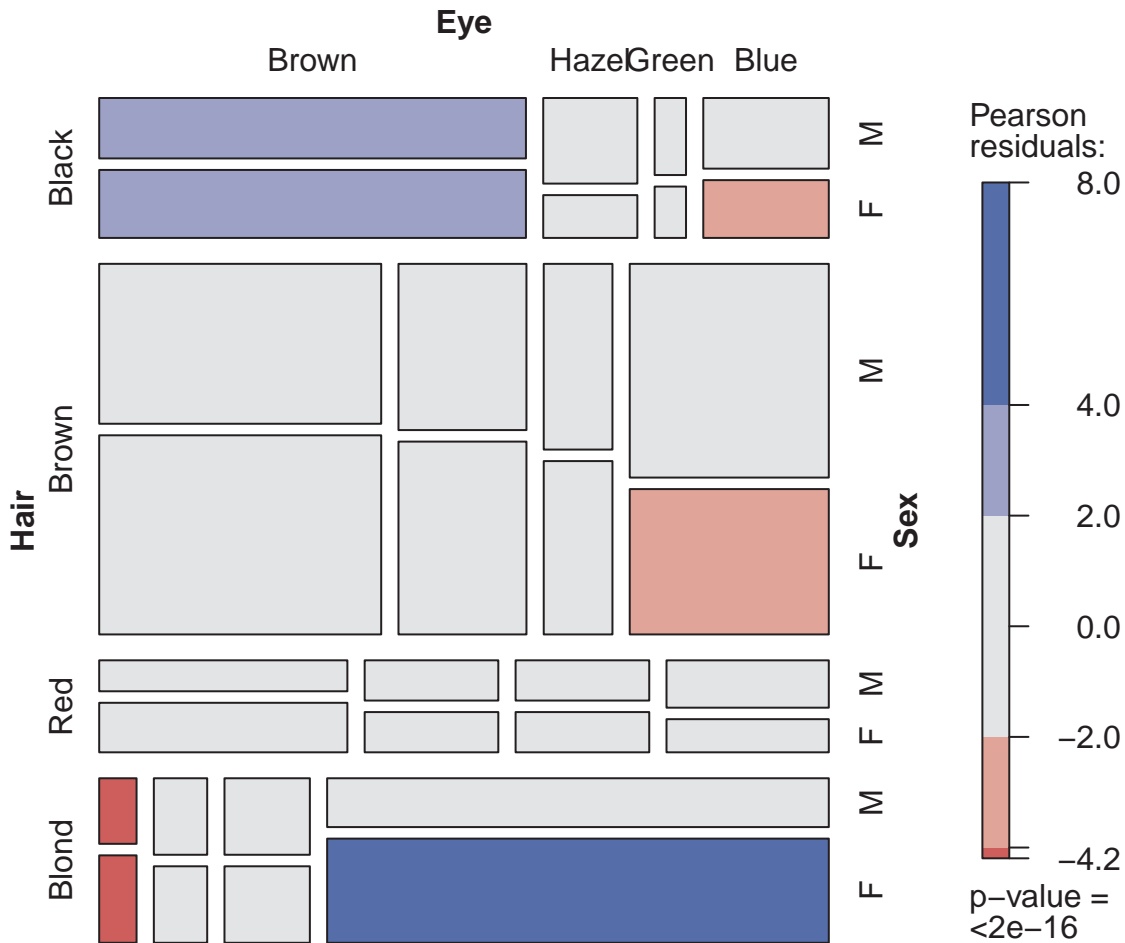 Eye
Brown
Hazel
Green
Blue
Hair
Black
Brown
Red
Blond
M
F
M
F
M
F
M
F
Sex
Pearson
residuals:
8.0
4.0
2.0
0.0
−2.0
−4.2
p−value =
<2e−16